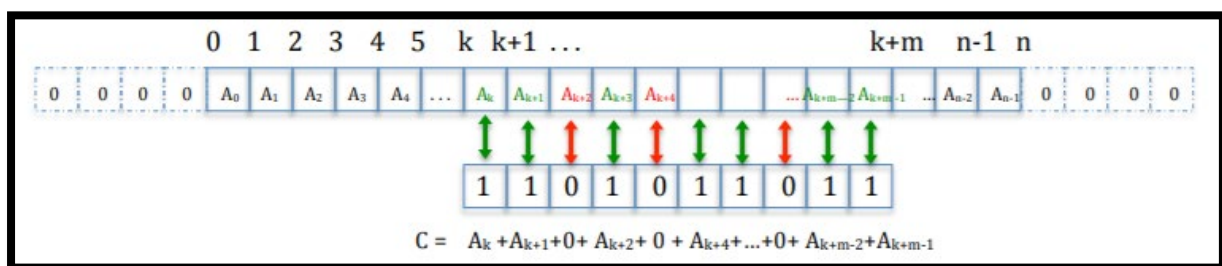 0 1 2 3 4 5 k k+1 ... k+m n-1 n
0 0 0 0 A₀ A₁ A₂ A₃ A₄ ... Aₖ Aₖ₊₁ Aₖ₊₂ Aₖ₊₃ Aₖ₊₄ ... Aₖ₊ₘ₋₋₂ Aₖ₊ₘ₋₁ ... Aₙ₋₂ Aₙ₋₁ 0 0 0 0
1 1 0 1 0 1 1 0 1 1
C = Aₖ +Aₖ₊₁+0+ Aₖ₊₂+ 0 + Aₖ₊₄+...+0+ Aₖ₊ₘ₋₂+Aₖ₊ₘ₋₁